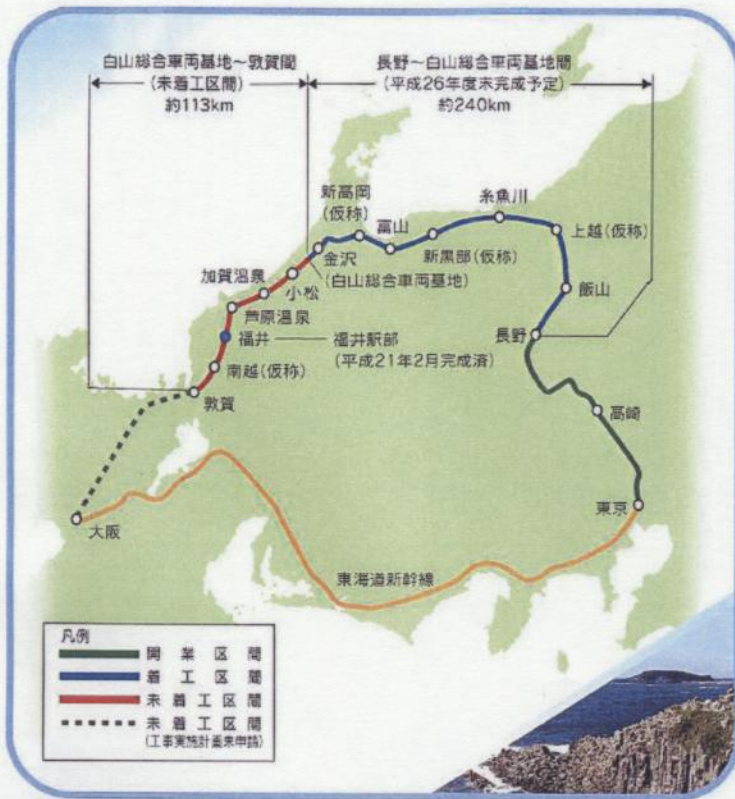 白山総合車両基地～敦賀間
(未着工区間)
約113km
長野～白山総合車両基地間
(平成26年度末完成予定)
約240km
新高岡
(仮称)
富山
糸魚川
上越(仮称)
金沢
新黒部(仮称)
(白山総合車両基地)
小松
加賀温泉
芦原温泉
飯山
福井
福井駅部
(平成21年2月完成済)
長野
南越(仮称)
敦賀
高崎
東京
大阪
東海道新幹線
凡例
開業区間
着工区間
未着工区間
未着工区間
(工事実施計画未申請)